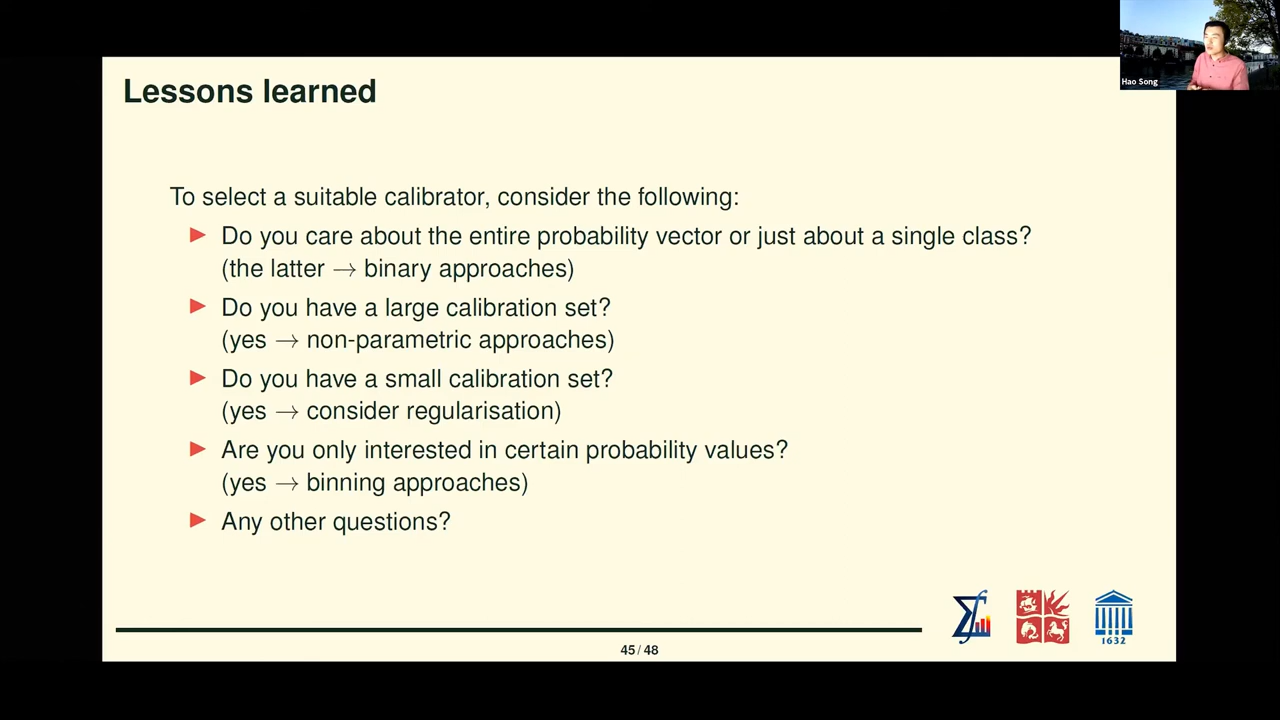 Hao Song
Lessons learned
To select a suitable calibrator, consider the following:
Do you care about the entire probability vector or just about a single class?
(the latter → binary approaches)
Do you have a large calibration set?
(yes → non-parametric approaches)
Do you have a small calibration set?
(yes → consider regularisation)
Are you only interested in certain probability values?
(yes → binning approaches)
Any other questions?
1632
45 / 48